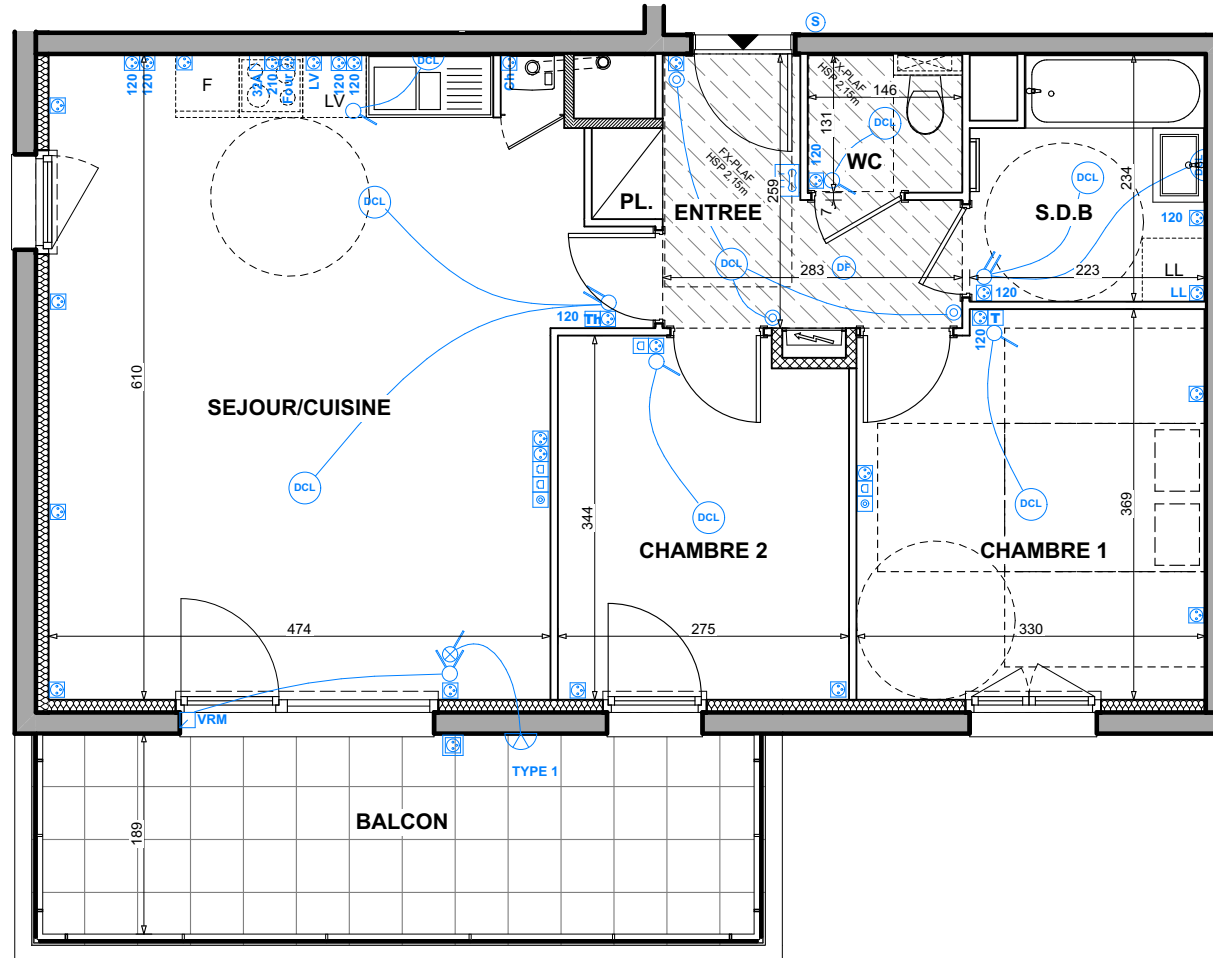 S
120
120
F
32A
210
Four
LV
LV
120
120
DCL
Ch
FX-PLAF
HSP 2,15m
146
131
DCL
WC
120
7
FX-PLAF
HSP 2,15m
259
PL.
ENTREE
DCL
283
DF
DCL
234
S.D.B
120
LL
LL
223
120
DCL
120
Th
120
T
610
SEJOUR/CUISINE
DCL
344
DCL
CHAMBRE 2
DCL
369
CHAMBRE 1
474
275
330
VRM
TYPE 1
BALCON
189